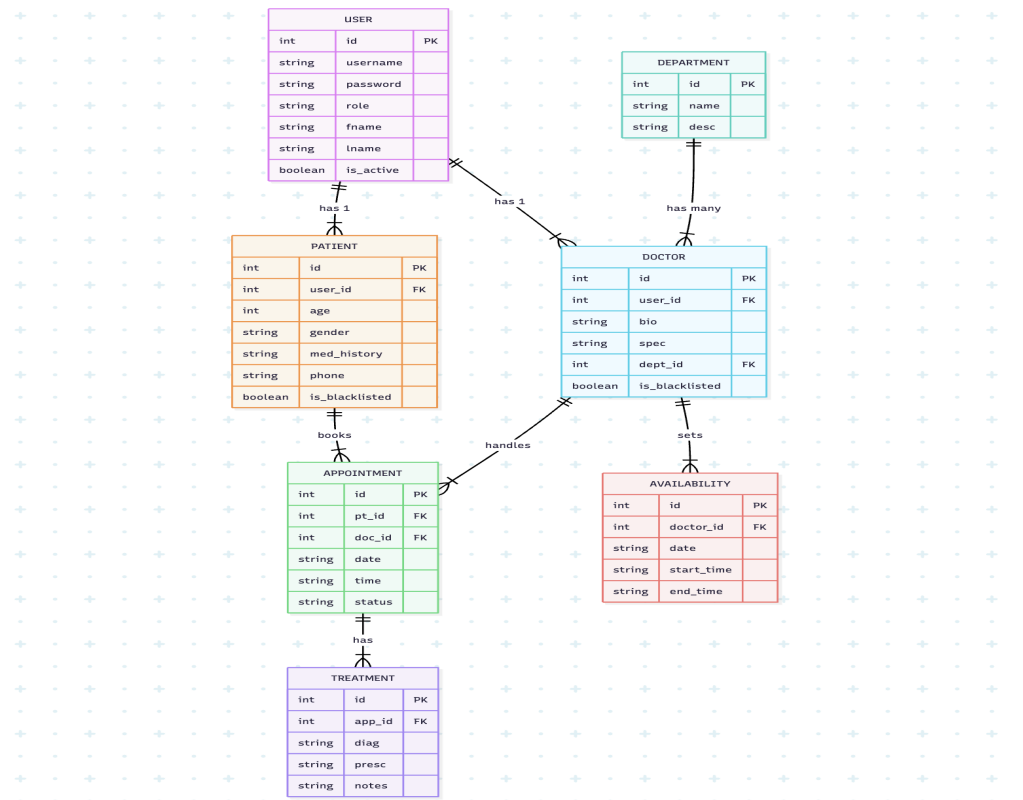 USER
int id PK
string username
string password
string role
string fname
string lname
boolean is_active
DEPARTMENT
int id PK
string name
string desc
has 1
has 1
has many
PATIENT
int id PK
int user_id FK
int age
string gender
string med_history
string phone
boolean is_blacklisted
DOCTOR
int id PK
int user_id FK
string bio
string spec
int dept_id FK
boolean is_blacklisted
books
handles
sets
APPOINTMENT
int id PK
int pt_id FK
int doc_id FK
string date
string time
string status
AVAILABILITY
int id PK
int doctor_id FK
string date
string start_time
string end_time
has
TREATMENT
int id PK
int app_id FK
string diag
string presc
string notes